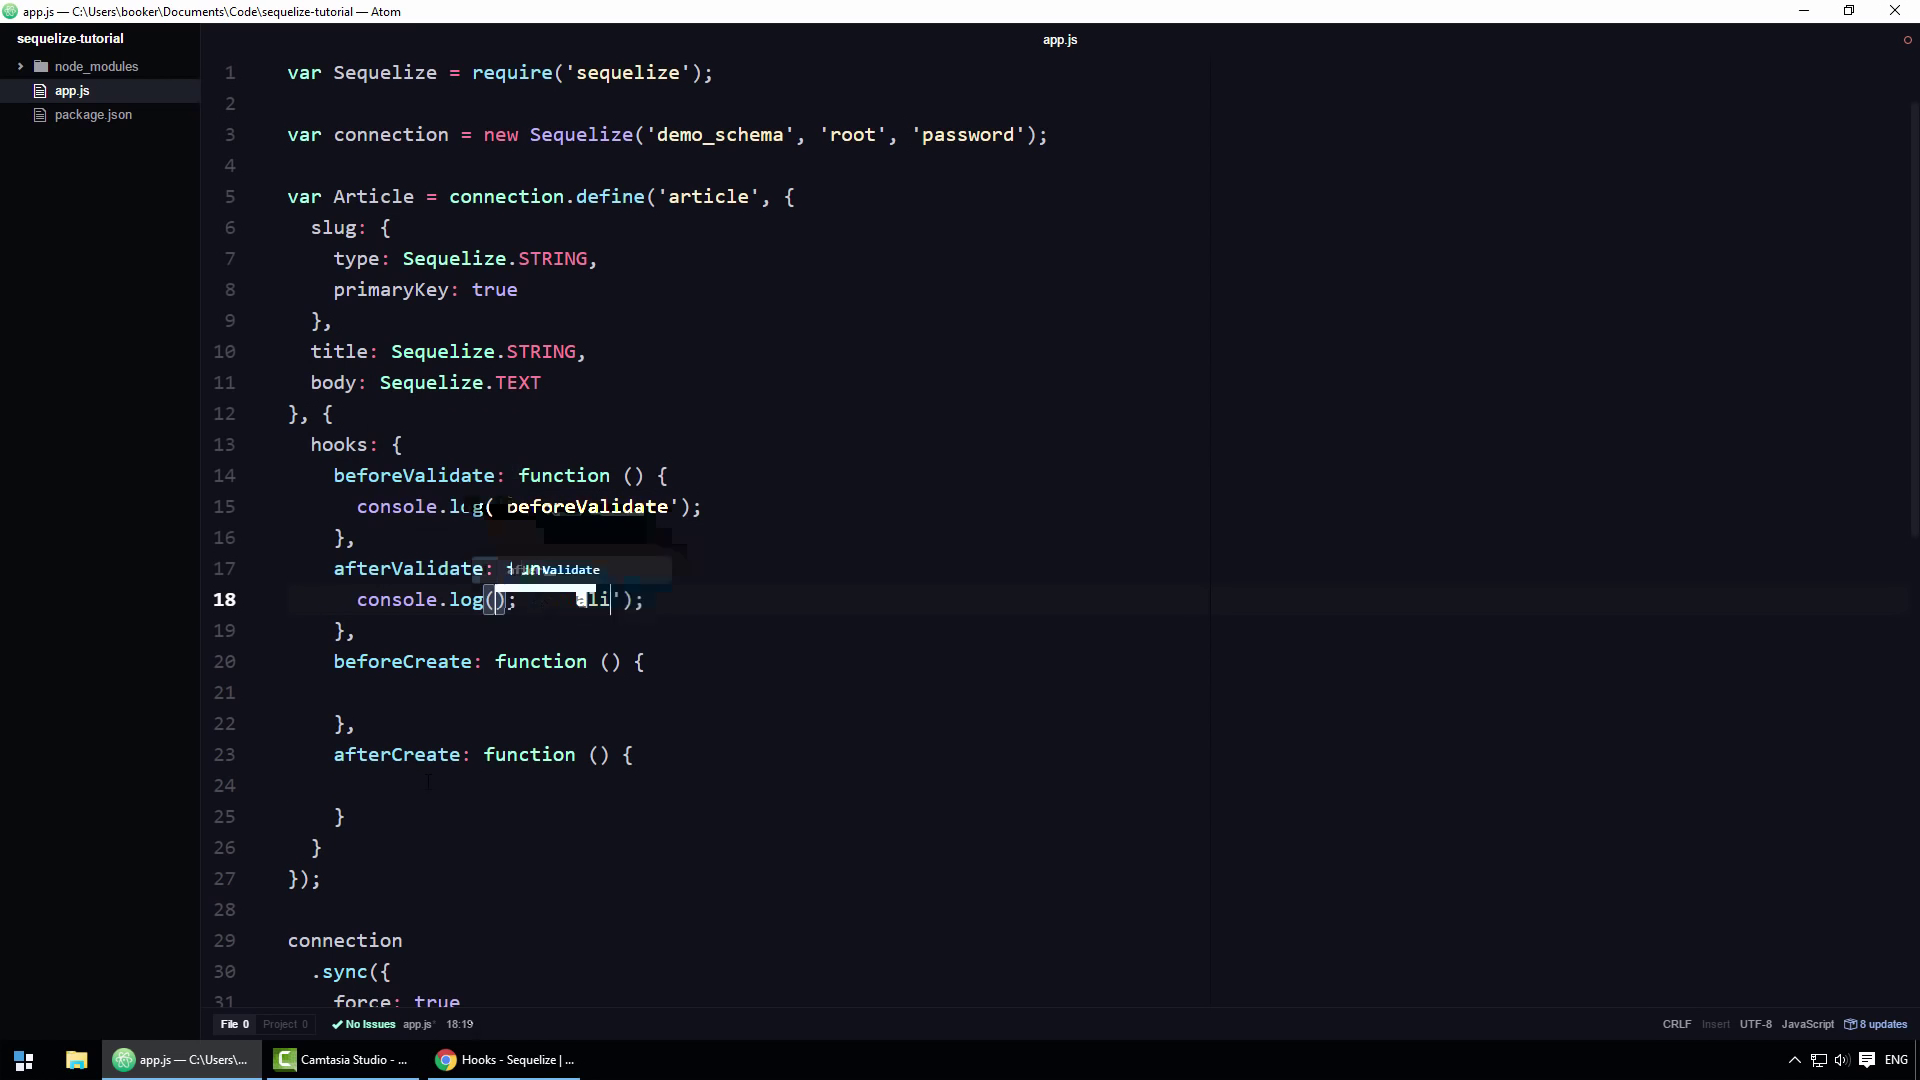 app.js — C:\Users\booker\Documents\Code\sequelize-tutorial — Atom
sequelize-tutorial
node_modules
app.js
package.json
app.js
1 var Sequelize = require('sequelize');
2
3 var connection = new Sequelize('demo_schema', 'root', 'password');
4
5 var Article = connection.define('article', {
6 slug: {
7 type: Sequelize.STRING,
8 primaryKey: true
9 },
10 title: Sequelize.STRING,
11 body: Sequelize.TEXT
12 }, {
13 hooks: {
14 beforeValidate: function () {
15 console.log('beforeValidate');
16 },
17 afterValidate:
afterValidate
18 console.log();
19 },
20 beforeCreate: function () {
21
22 },
23 afterCreate: function () {
24
25 }
26 }
27 });
28
29 connection
30 .sync({
31 force: true
File 0 Project 0 No Issues app.js* 18:19 CRLF Insert UTF-8 JavaScript 8 updates
app.js — C:\Users\... Camtasia Studio - ... Hooks - Sequelize | ... ENG